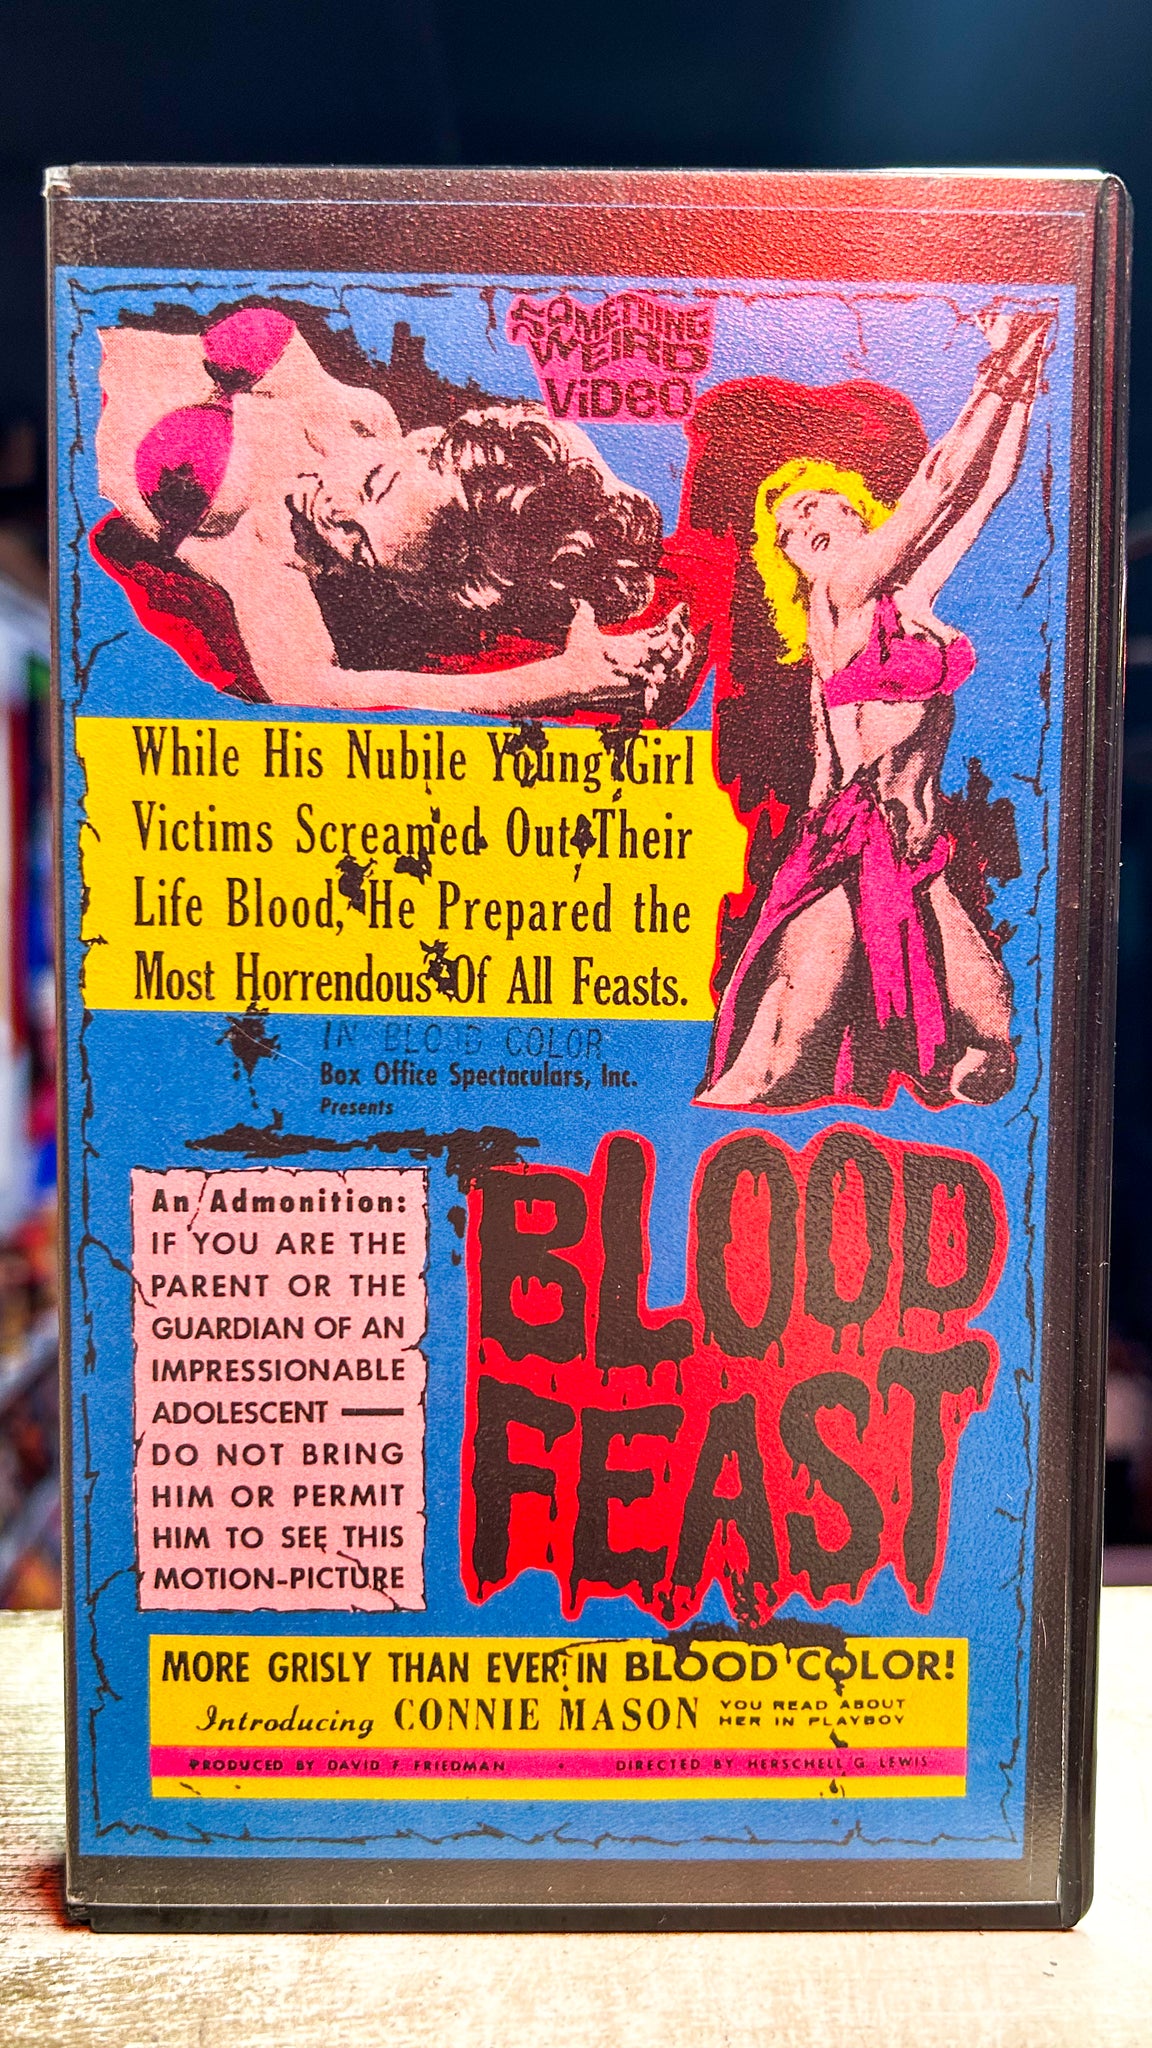 SOMETHING
WEIRD
ViDEO
While His Nubile Young Girl
Victims Screamed Out Their
Life Blood, He Prepared the
Most Horrendous Of All Feasts.
IN BLOOD COLOR
Box Office Spectaculars, Inc.
Presents
An Admonition:
IF YOU ARE THE
PARENT OR THE
GUARDIAN OF AN
IMPRESSIONABLE
ADOLESCENT —
DO NOT BRING
HIM OR PERMIT
HIM TO SEE THIS
MOTION-PICTURE
BLOOD
FEAST
MORE GRISLY THAN EVER! IN BLOOD COLOR!
Introducing CONNIE MASON YOU READ ABOUT
HER IN PLAYBOY
PRODUCED BY DAVID F. FRIEDMAN • DIRECTED BY HERSCHELL G. LEWIS